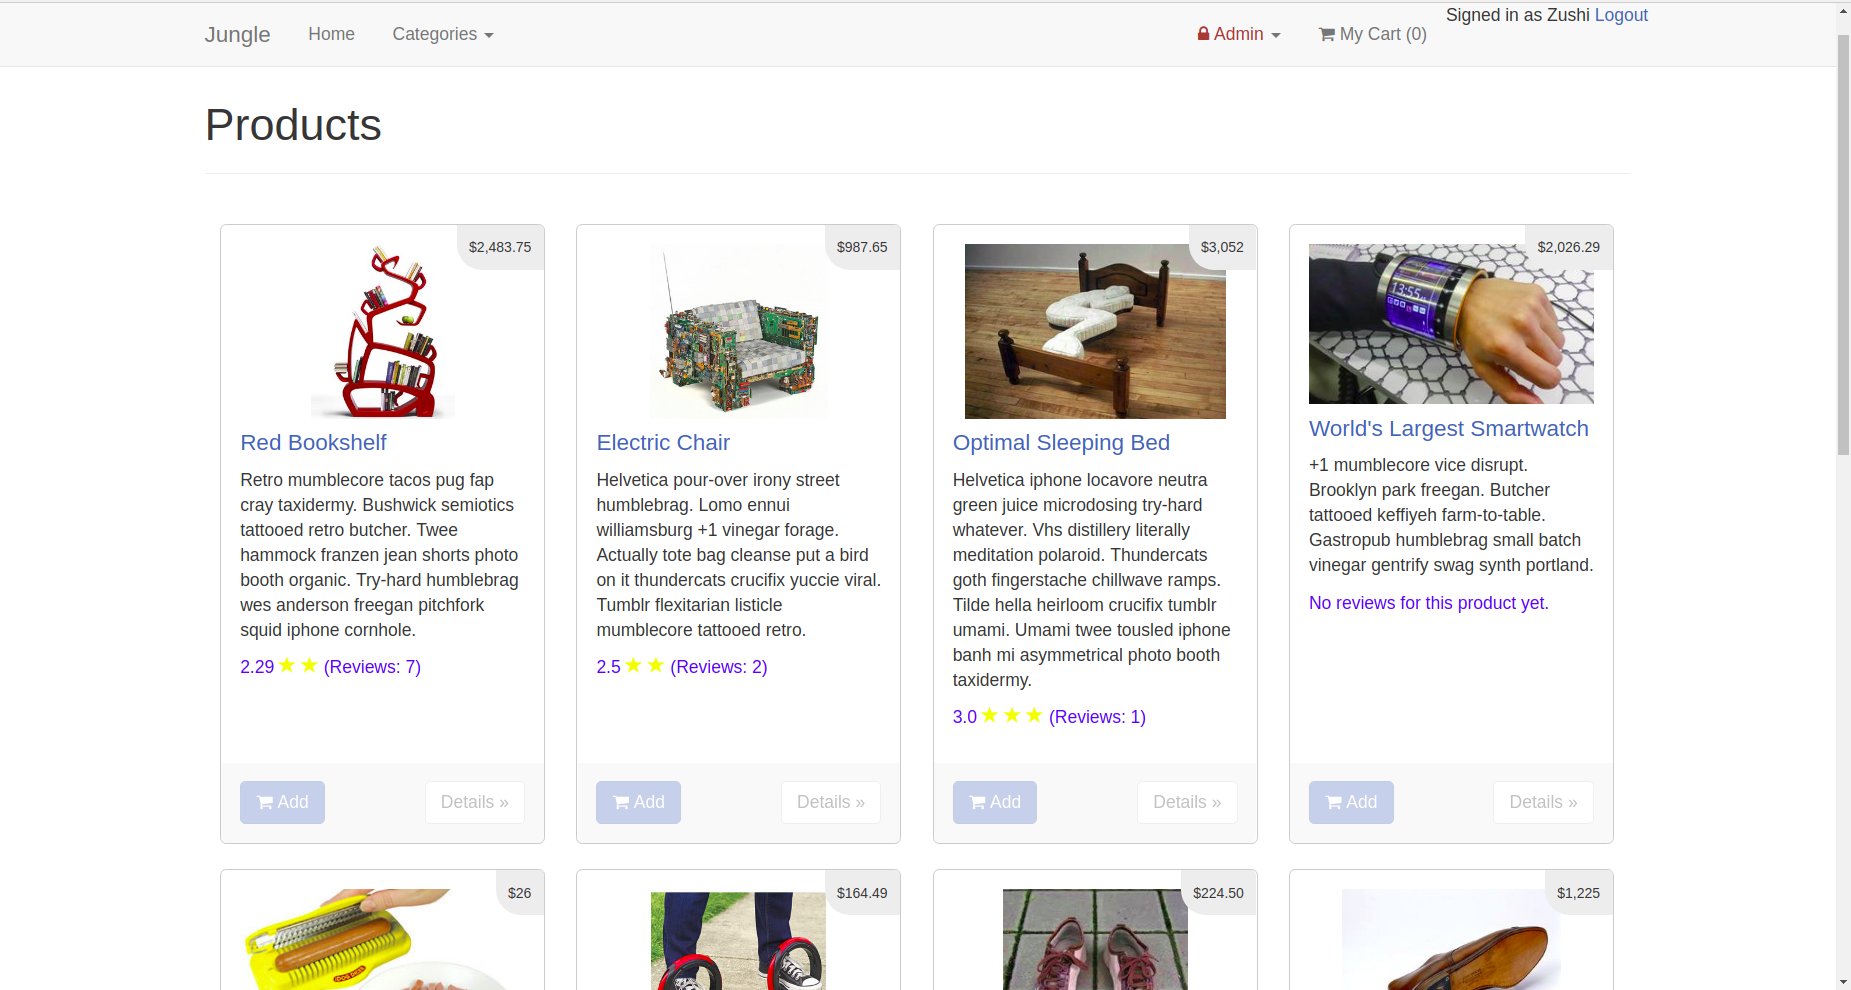 Signed in as Zushi Logout
Jungle Home Categories Admin My Cart (0)
Products
$2,483.75
Red Bookshelf
Retro mumblecore tacos pug fap
cray taxidermy. Bushwick semiotics
tattooed retro butcher. Twee
hammock franzen jean shorts photo
booth organic. Try-hard humblebrag
wes anderson freegan pitchfork
squid iphone cornhole.
2.29 ★ ★ (Reviews: 7)
Add Details »
$987.65
Electric Chair
Helvetica pour-over irony street
humblebrag. Lomo ennui
williamsburg +1 vinegar forage.
Actually tote bag cleanse put a bird
on it thundercats crucifix yuccie viral.
Tumblr flexitarian listicle
mumblecore tattooed retro.
2.5 ★ ★ (Reviews: 2)
Add Details »
$3,052
Optimal Sleeping Bed
Helvetica iphone locavore neutra
green juice microdosing try-hard
whatever. Vhs distillery literally
meditation polaroid. Thundercats
goth fingerstache chillwave ramps.
Tilde hella heirloom crucifix tumblr
umami. Umami twee tousled iphone
banh mi asymmetrical photo booth
taxidermy.
3.0 ★ ★ ★ (Reviews: 1)
Add Details »
$2,026.29
13:55
World's Largest Smartwatch
+1 mumblecore vice disrupt.
Brooklyn park freegan. Butcher
tattooed keffiyeh farm-to-table.
Gastropub humblebrag small batch
vinegar gentrify swag synth portland.
No reviews for this product yet.
Add Details »
$26
$164.49
$224.50
$1,225